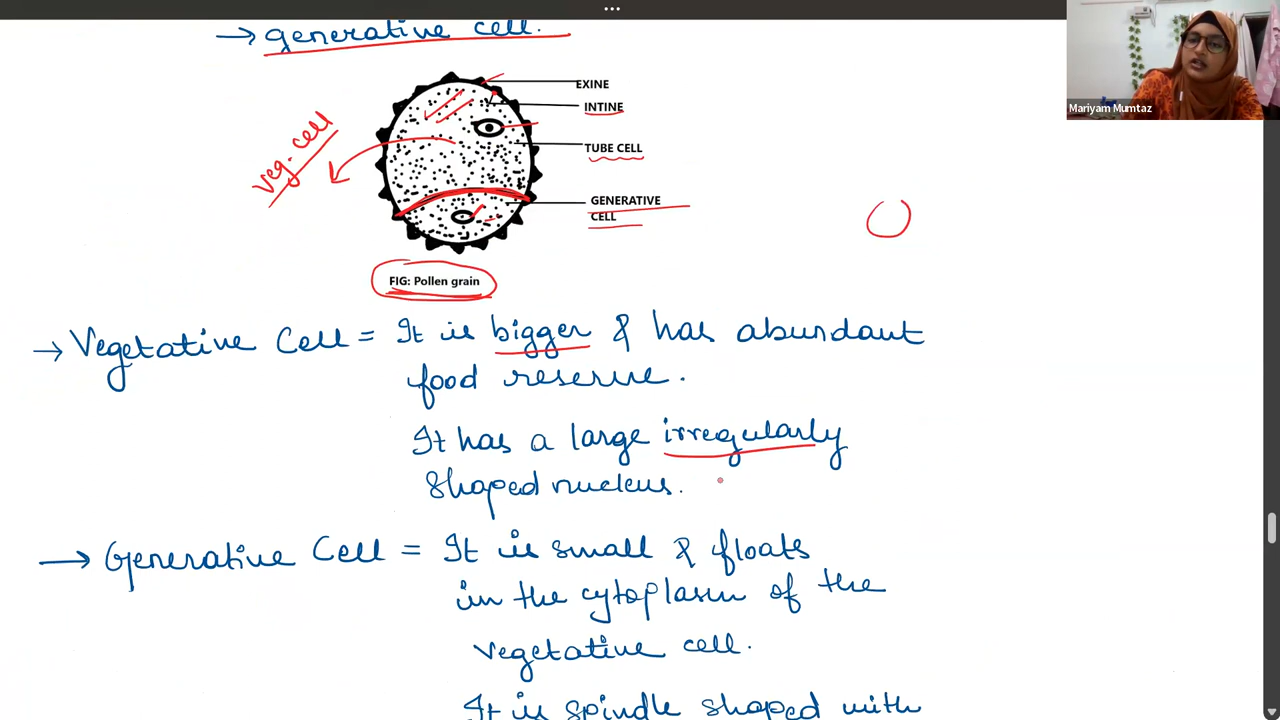 → generative cell.
EXINE
INTINE
TUBE CELL
GENERATIVE
CELL
Veg. cell
FIG: Pollen grain
Mariyam Mumtaz
→ Vegetative Cell = It is bigger & has abundant
food reserve.
It has a large irregularly
shaped nucleus.
→ Generative Cell = It is small & floats
in the cytoplasm of the
vegetative cell.
It is spindle shaped with